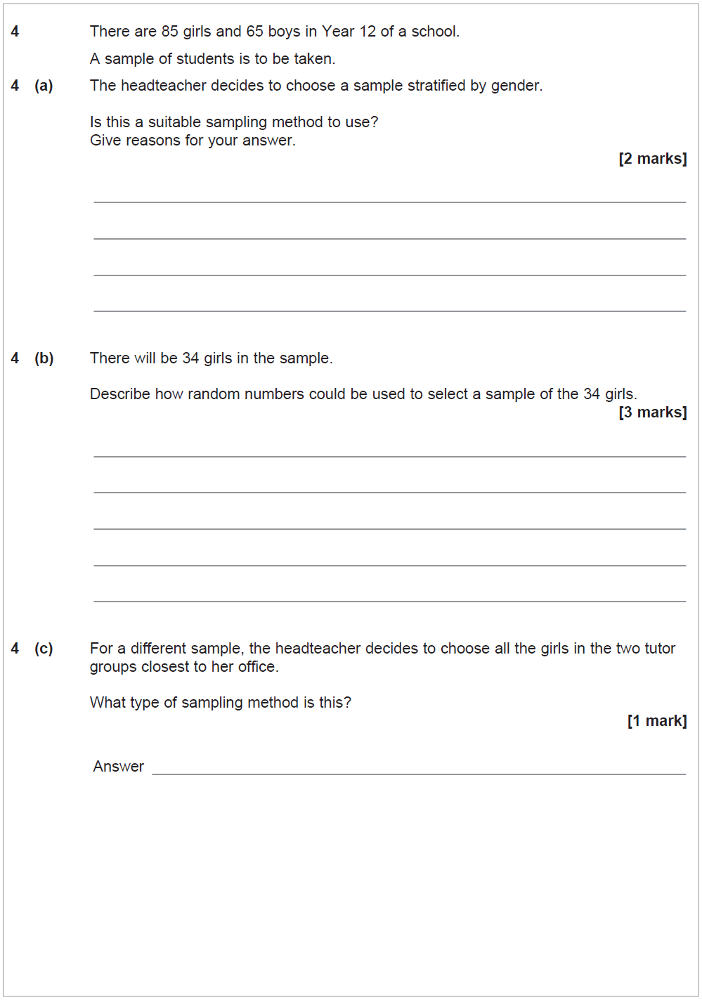 4 There are 85 girls and 65 boys in Year 12 of a school.
A sample of students is to be taken.
4 (a) The headteacher decides to choose a sample stratified by gender.
Is this a suitable sampling method to use?
Give reasons for your answer.
[2 marks]
4 (b) There will be 34 girls in the sample.
Describe how random numbers could be used to select a sample of the 34 girls.
[3 marks]
4 (c) For a different sample, the headteacher decides to choose all the girls in the two tutor
groups closest to her office.
What type of sampling method is this?
[1 mark]
Answer